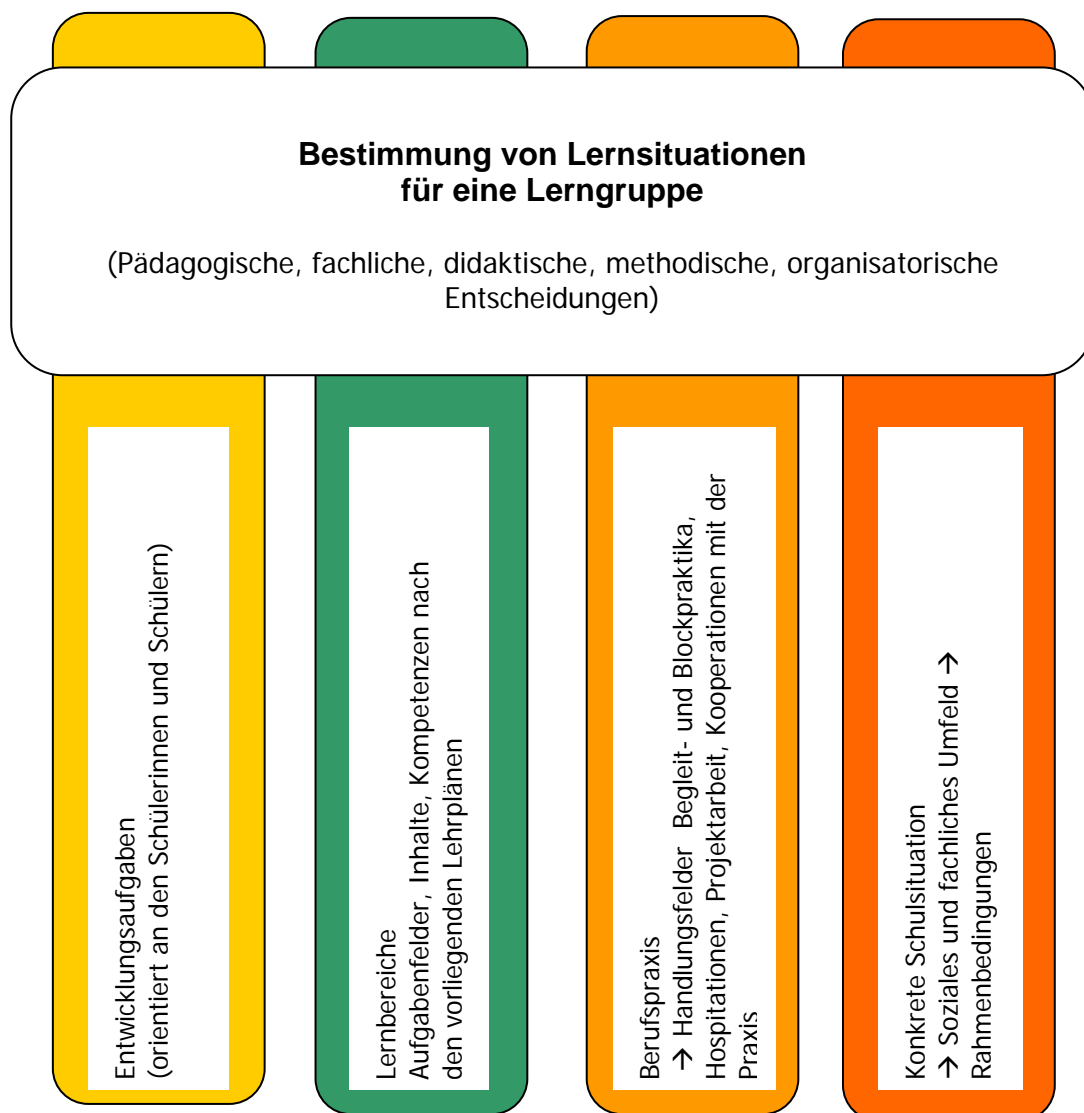 Bestimmung von Lernsituationen
für eine Lerngruppe
(Pädagogische, fachliche, didaktische, methodische, organisatorische
Entscheidungen)
Entwicklungsaufgaben
(orientiert an den Schülerinnen und Schülern)
Lernbereiche
Aufgabenfelder, Inhalte, Kompetenzen nach
den vorliegenden Lehrplänen
Berufspraxis
→ Handlungsfelder Begleit- und Blockpraktika,
Hospitationen, Projektarbeit, Kooperationen mit der
Praxis
Konkrete Schulsituation
→ Soziales und fachliches Umfeld →
Rahmenbedingungen